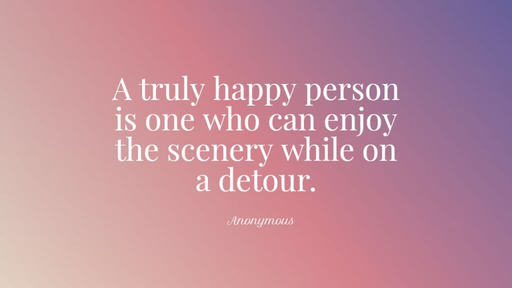 A truly happy person
is one who can enjoy
the scenery while on
a detour.
Anonymous